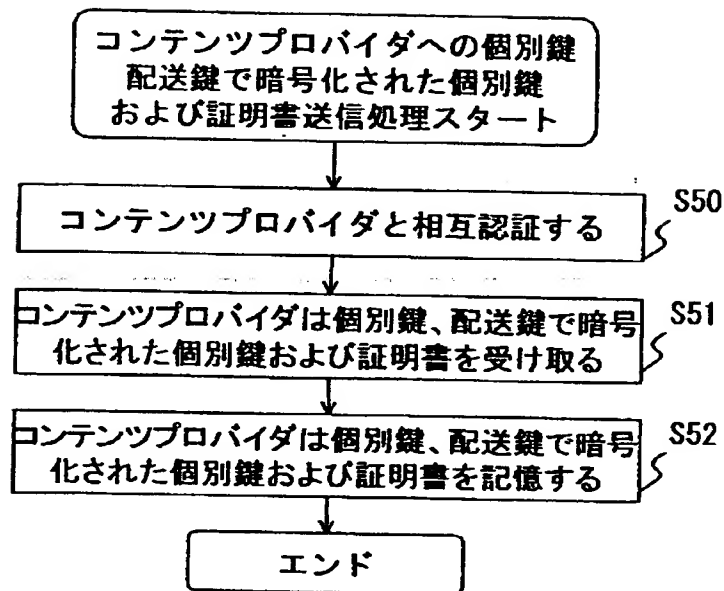 コンテンツプロバイダへの個別鍵
配送鍵で暗号化された個別鍵
および証明書送信処理スタート
コンテンツプロバイダと相互認証する
S50
コンテンツプロバイダは個別鍵、配送鍵で暗号
化された個別鍵および証明書を受け取る
S51
コンテンツプロバイダは個別鍵、配送鍵で暗号
化された個別鍵および証明書を記憶する
S52
エンド